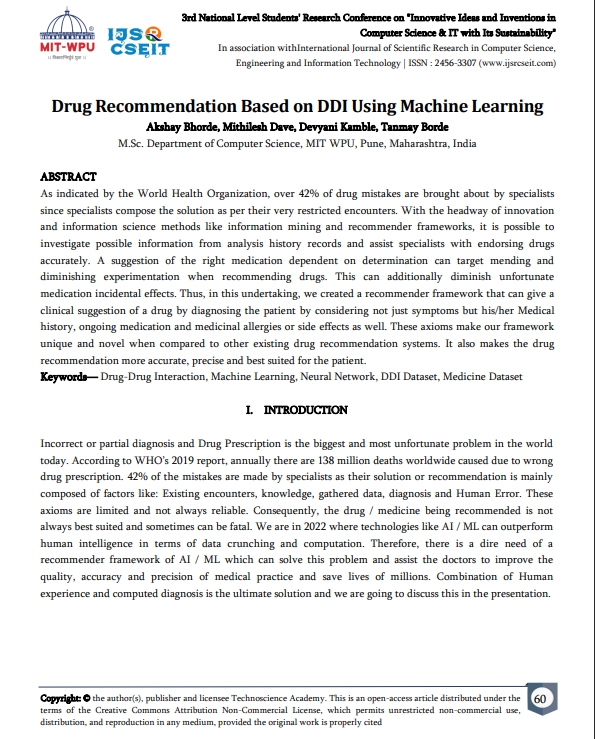 3rd National Level Students' Research Conference on "Innovative Ideas and Inventions in
Computer Science & IT with Its Sustainability"
In association withInternational Journal of Scientific Research in Computer Science,
Engineering and Information Technology | ISSN : 2456-3307 (www.ijsrcseit.com)
MIT-WPU
IJSR
CSEIT
Drug Recommendation Based on DDI Using Machine Learning
Akshay Bhorde, Mithilesh Dave, Devyani Kamble, Tanmay Borde
M.Sc. Department of Computer Science, MIT WPU, Pune, Maharashtra, India
ABSTRACT
As indicated by the World Health Organization, over 42% of drug mistakes are brought about by specialists
since specialists compose the solution as per their very restricted encounters. With the headway of innovation
and information science methods like information mining and recommender frameworks, it is possible to
investigate possible information from analysis history records and assist specialists with endorsing drugs
accurately. A suggestion of the right medication dependent on determination can target mending and
diminishing experimentation when recommending drugs. This can additionally diminish unfortunate
medication incidental effects. Thus, in this undertaking, we created a recommender framework that can give a
clinical suggestion of a drug by diagnosing the patient by considering not just symptoms but his/her Medical
history, ongoing medication and medicinal allergies or side effects as well. These axioms make our framework
unique and novel when compared to other existing drug recommendation systems. It also makes the drug
recommendation more accurate, precise and best suited for the patient.
Keywords— Drug-Drug Interaction, Machine Learning, Neural Network, DDI Dataset, Medicine Dataset
I. INTRODUCTION
Incorrect or partial diagnosis and Drug Prescription is the biggest and most unfortunate problem in the world
today. According to WHO's 2019 report, annually there are 138 million deaths worldwide caused due to wrong
drug prescription. 42% of the mistakes are made by specialists as their solution or recommendation is mainly
composed of factors like: Existing encounters, knowledge, gathered data, diagnosis and Human Error. These
axioms are limited and not always reliable. Consequently, the drug / medicine being recommended is not
always best suited and sometimes can be fatal. We are in 2022 where technologies like AI / ML can outperform
human intelligence in terms of data crunching and computation. Therefore, there is a dire need of a
recommender framework of AI / ML which can solve this problem and assist the doctors to improve the
quality, accuracy and precision of medical practice and save lives of millions. Combination of Human
experience and computed diagnosis is the ultimate solution and we are going to discuss this in the presentation.
Copyright: © the author(s), publisher and licensee Technoscience Academy. This is an open-access article distributed under the
terms of the Creative Commons Attribution Non-Commercial License, which permits unrestricted non-commercial use,
distribution, and reproduction in any medium, provided the original work is properly cited
60